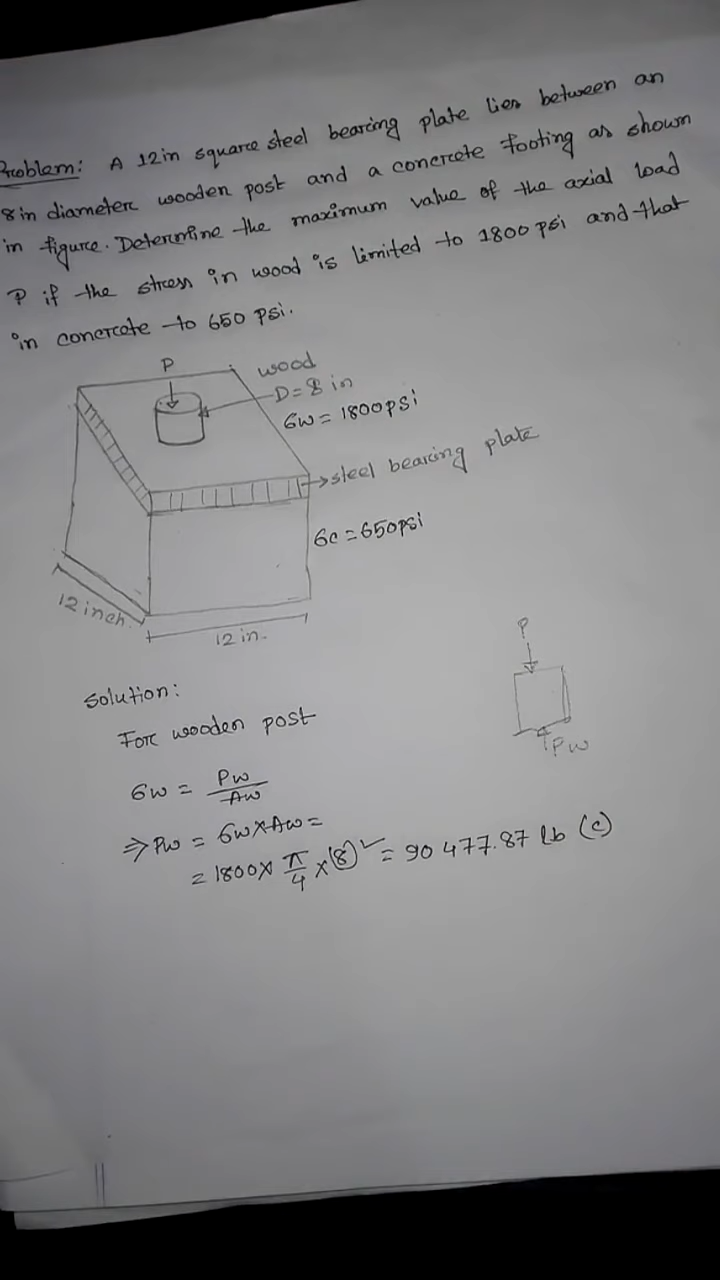 Problem: A 12in square steel bearing plate lies between an
8in diameter wooden post and a concrete footing as shown
in figure. Determine the maximum value of the axial load
P if the stress in wood is limited to 1800 psi and that
in concrete to 650 psi.
P
wood
D=8 in
6w = 1800psi
→steel bearing plate
6c = 650psi
12 inch.
12 in.
P
Pw
Solution:
For wooden post
6w = Pw/Aw
⇒ Pw = 6w×Aw =
= 1800× π/4 ×(8)² = 90477.87 lb (c)